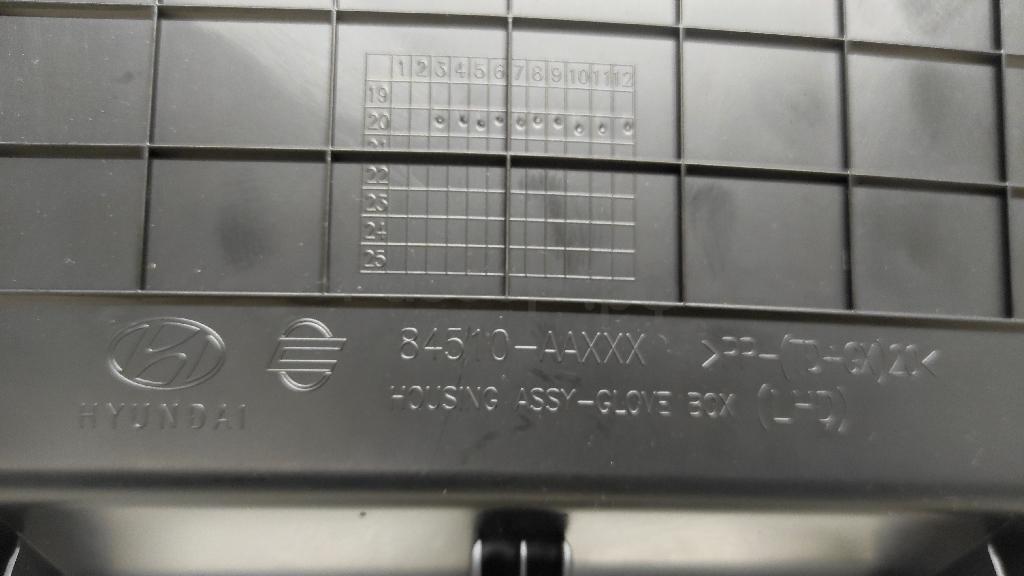 1 2 3 4 5 6 7 8 9 10 11 12
19
20
21
22
23
24
25
84510-AAXXX >PP-(TD+GX)20<
HYUNDAI HOUSING ASSY-GLOVE BOX (LHD)